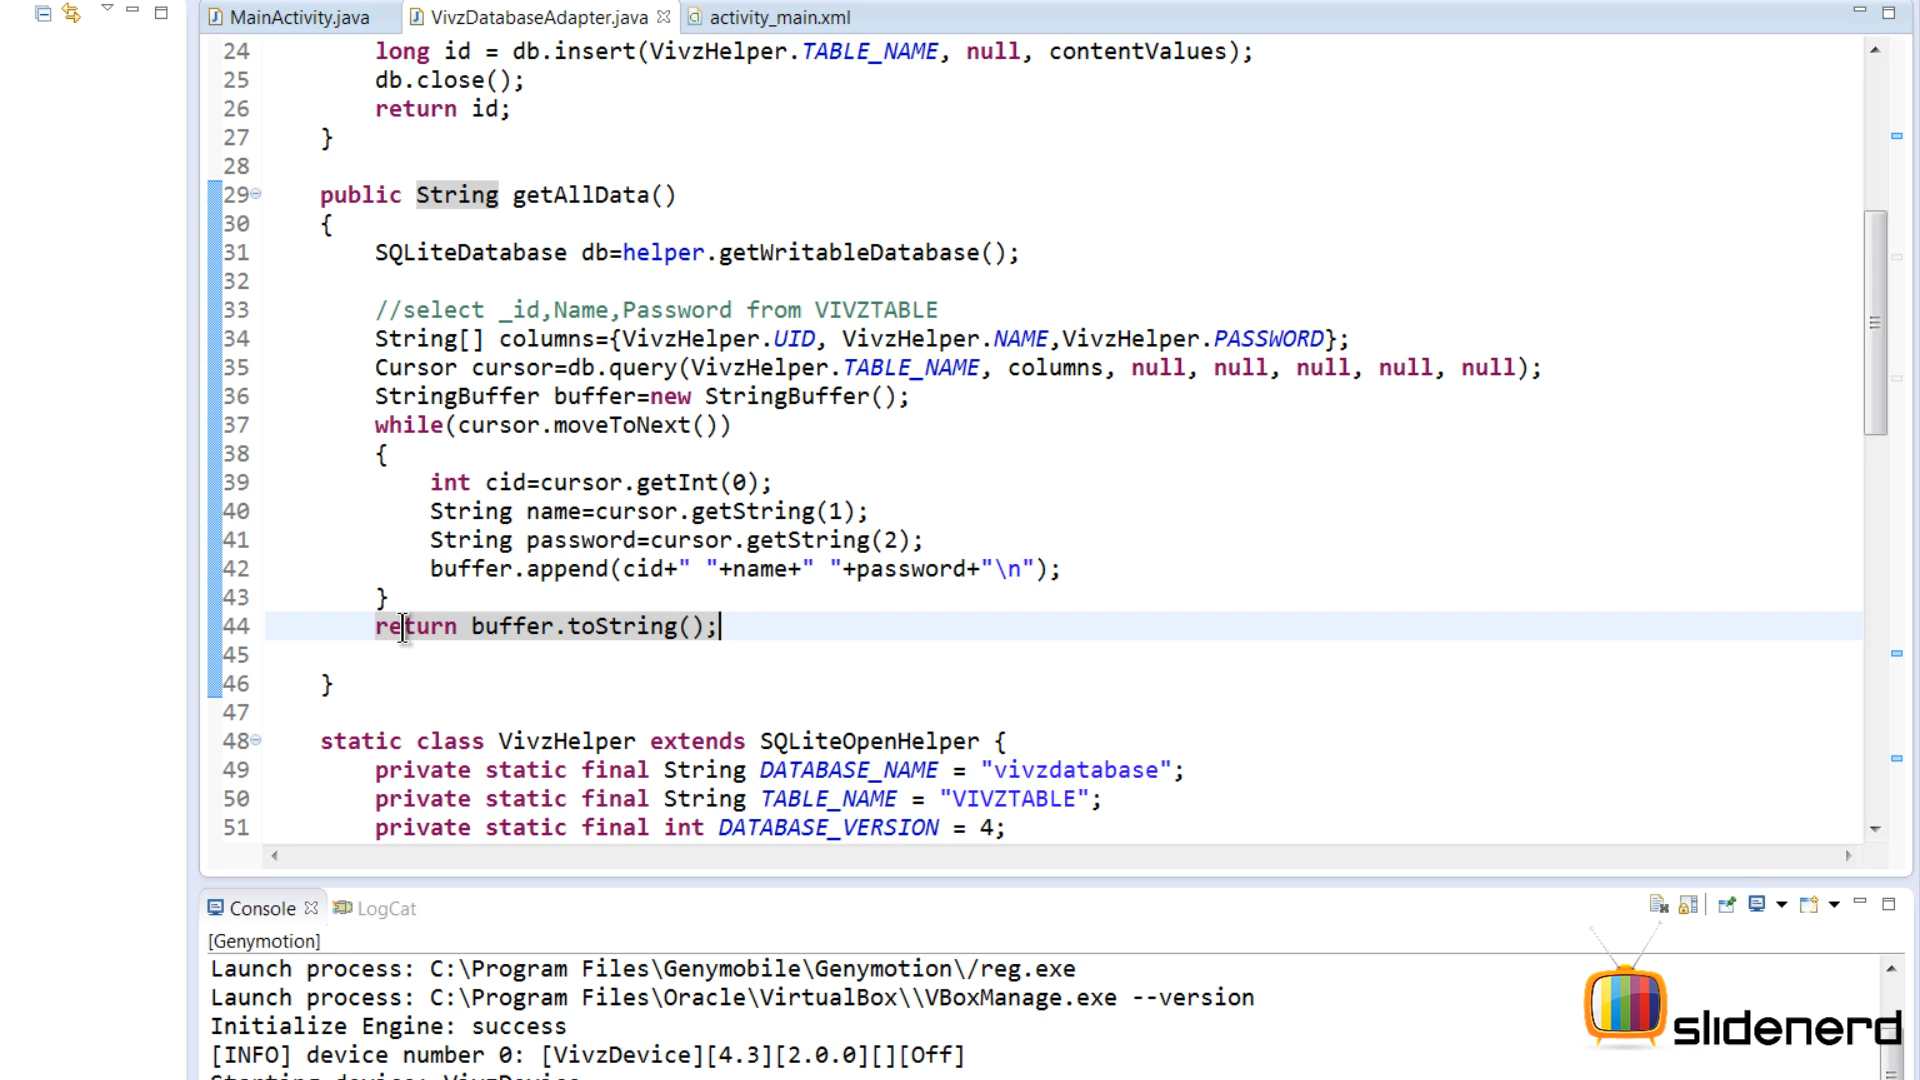 MainActivity.java
VivzDatabaseAdapter.java
activity_main.xml
24 long id = db.insert(VivzHelper.TABLE_NAME, null, contentValues);
25 db.close();
26 return id;
27 }
28
29 public String getAllData()
30 {
31 SQLiteDatabase db=helper.getWritableDatabase();
32
33 //select _id,Name,Password from VIVZTABLE
34 String[] columns={VivzHelper.UID, VivzHelper.NAME,VivzHelper.PASSWORD};
35 Cursor cursor=db.query(VivzHelper.TABLE_NAME, columns, null, null, null, null, null);
36 StringBuffer buffer=new StringBuffer();
37 while(cursor.moveToNext())
38 {
39 int cid=cursor.getInt(0);
40 String name=cursor.getString(1);
41 String password=cursor.getString(2);
42 buffer.append(cid+" "+name+" "+password+"\n");
43 }
44 return buffer.toString();
45
46 }
47
48 static class VivzHelper extends SQLiteOpenHelper {
49 private static final String DATABASE_NAME = "vivzdatabase";
50 private static final String TABLE_NAME = "VIVZTABLE";
51 private static final int DATABASE_VERSION = 4;
Console
LogCat
[Genymotion]
Launch process: C:\Program Files\Genymobile\Genymotion\/reg.exe
Launch process: C:\Program Files\Oracle\VirtualBox\\VBoxManage.exe --version
Initialize Engine: success
[INFO] device number 0: [VivzDevice][4.3][2.0.0][][Off]
slidenerd